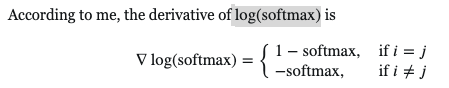 According to me, the derivative of log(softmax) is
∇ log(softmax) = { 1 − softmax, if i = j
−softmax, if i ≠ j